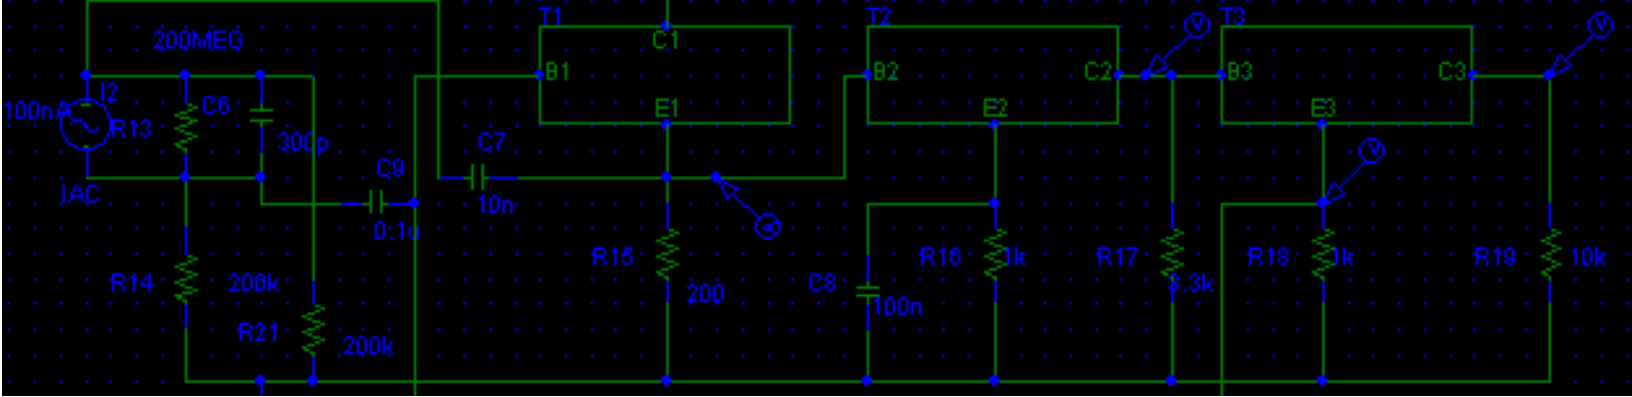 T1
T2
T3
200MEG
C1
B1
B2
C2
B3
C3
I2
100nA
R13
C6
E1
E2
E3
300p
C9
C7
IAC
10n
0.1u
R14
200k
R15
200
C8
100n
R16
1k
R17
3.3k
R18
1k
R19
10k
R21
200k
V
V
V